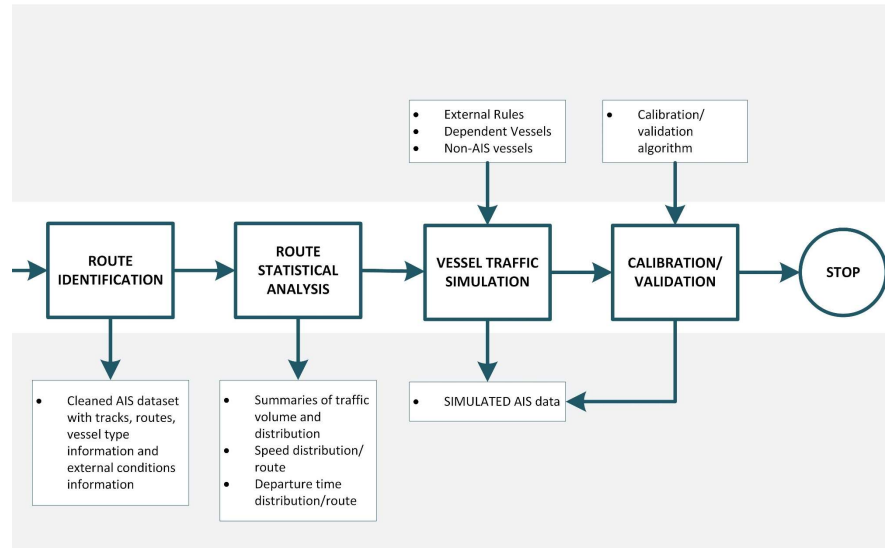 • External Rules
• Dependent Vessels
• Non-AIS vessels
• Calibration/
validation
algorithm
ROUTE
IDENTIFICATION
ROUTE
STATISTICAL
ANALYSIS
VESSEL TRAFFIC
SIMULATION
CALIBRATION/
VALIDATION
STOP
• Cleaned AIS dataset
with tracks, routes,
vessel type
information and
external conditions
information
• Summaries of traffic
volume and
distribution
• Speed distribution/
route
• Departure time
distribution/route
• SIMULATED AIS data